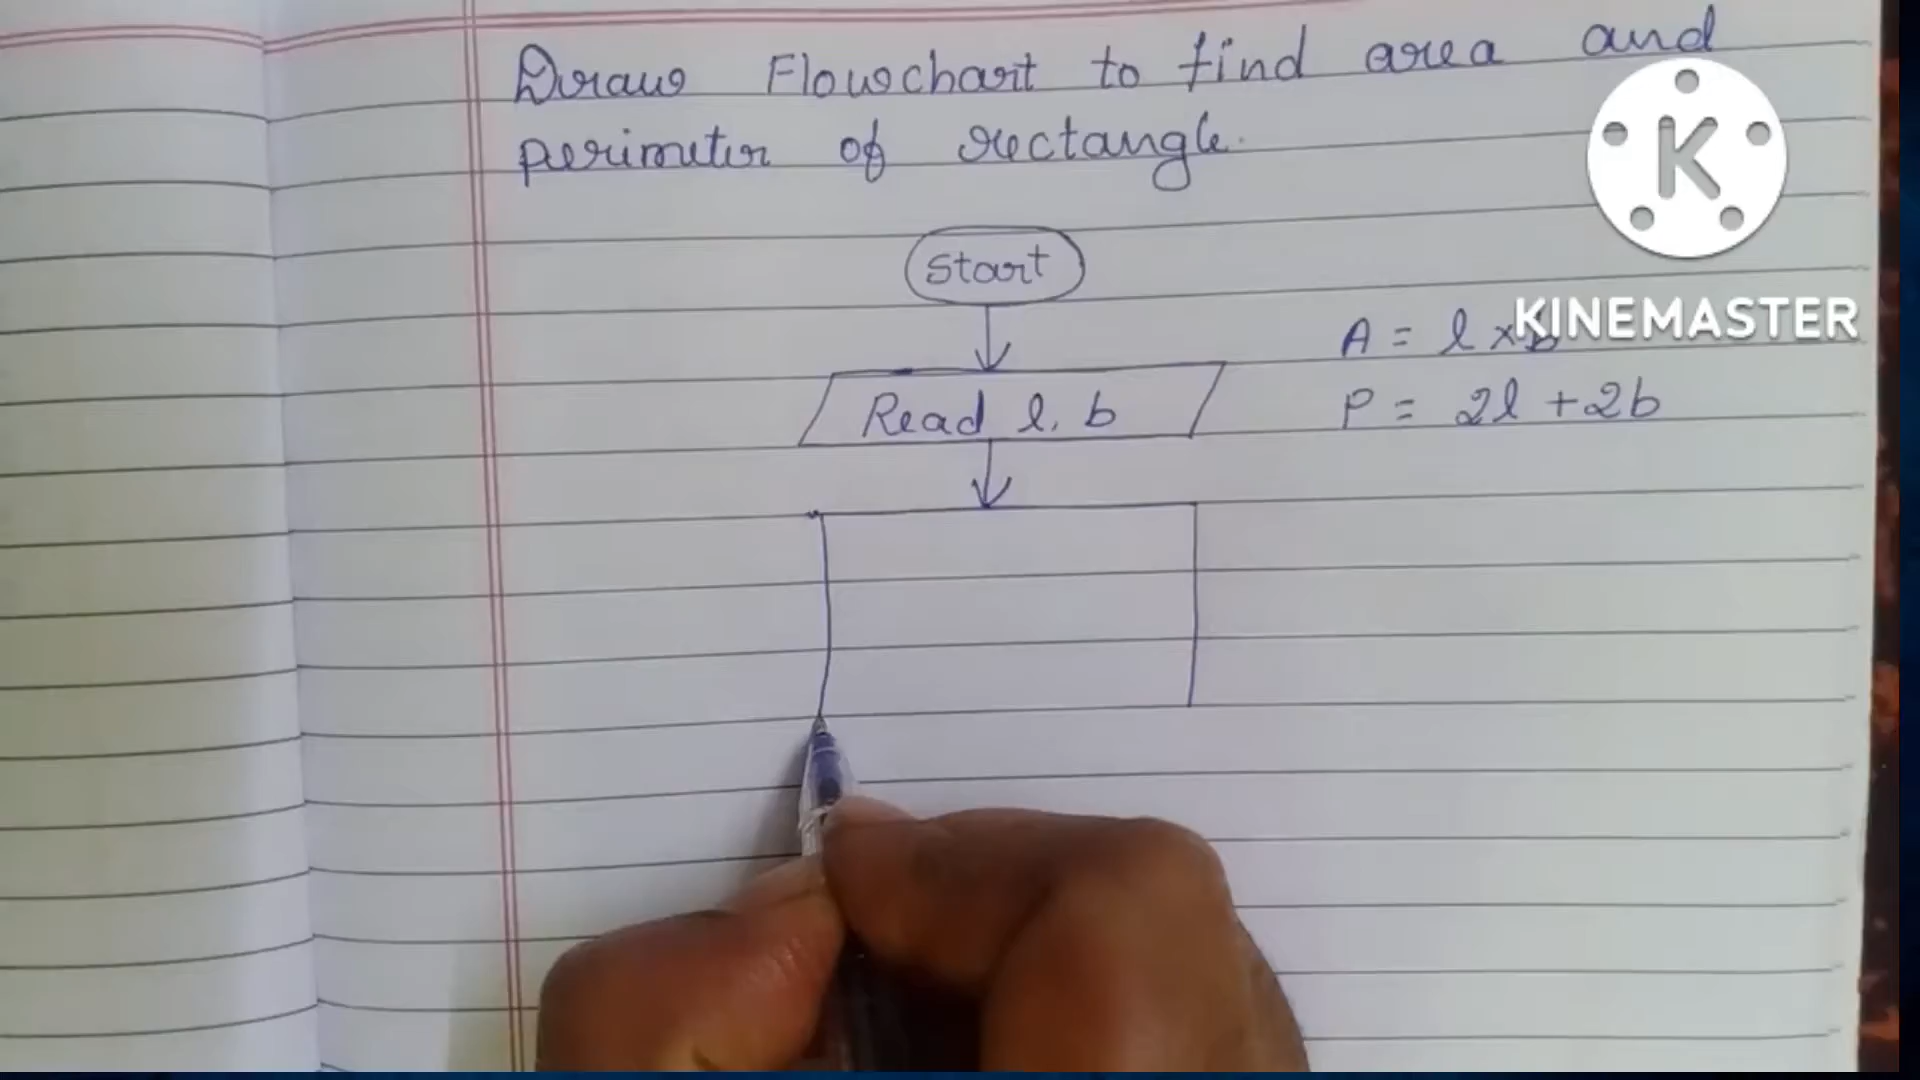 Draw Flowchart to find area and
perimeter of rectangle.
Start
A = l × b
KINEMASTER
Read l, b
P = 2l + 2b